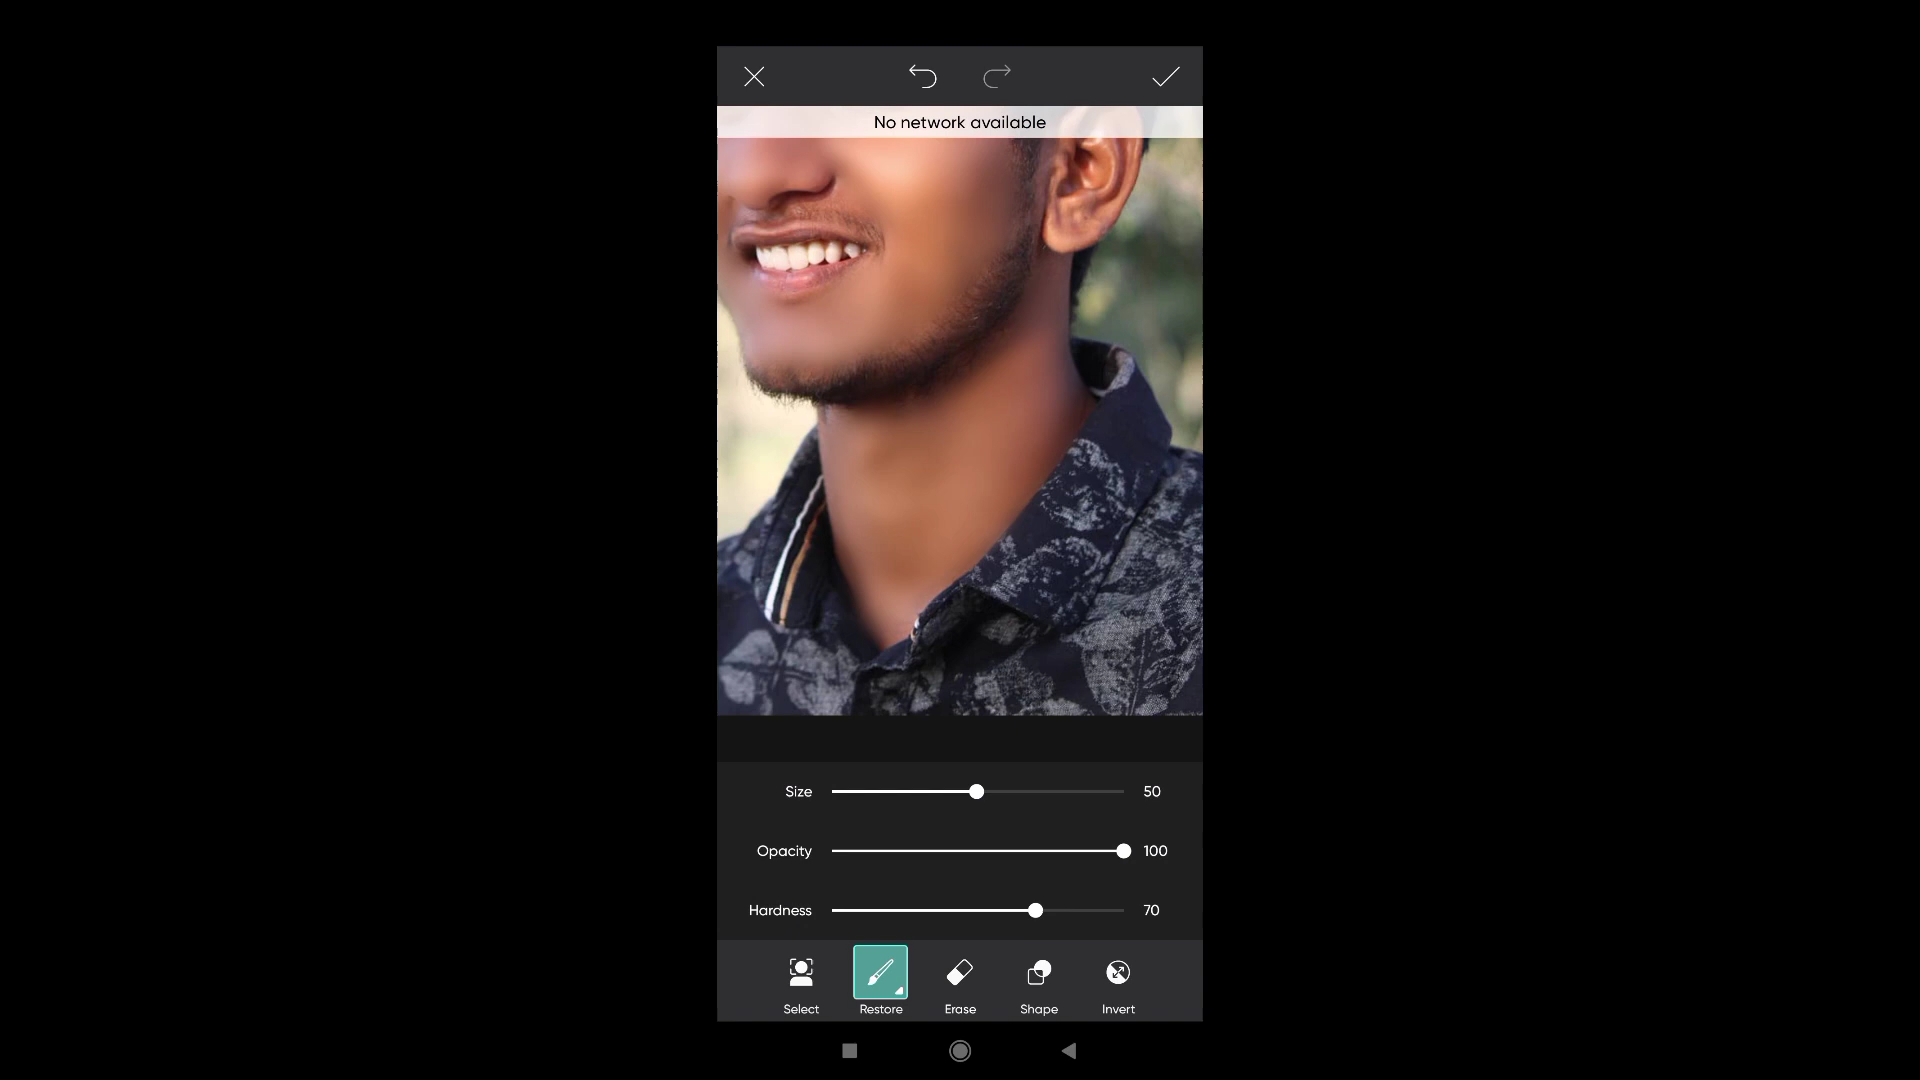 No network available
Size 50
Opacity 100
Hardness 70
Select Restore Erase Shape Invert